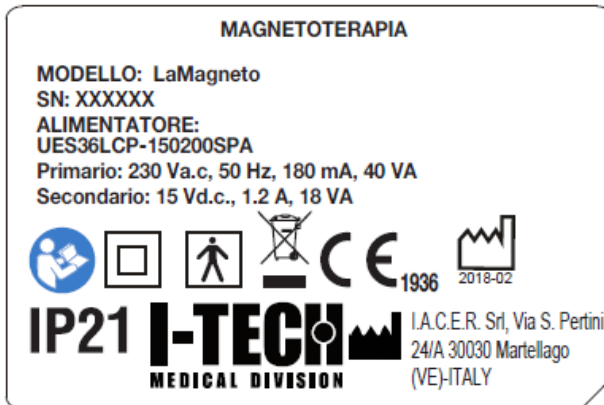 MAGNETOTERAPIA
MODELLO: LaMagneto
SN: XXXXXX
ALIMENTATORE:
UES36LCP-150200SPA
Primario: 230 Va.c, 50 Hz, 180 mA, 40 VA
Secondario: 15 Vd.c., 1.2 A, 18 VA
CE 1936
2018-02
IP21
I-TECH
MEDICAL DIVISION
I.A.C.E.R. Srl, Via S. Pertini
24/A 30030 Martellago
(VE)-ITALY